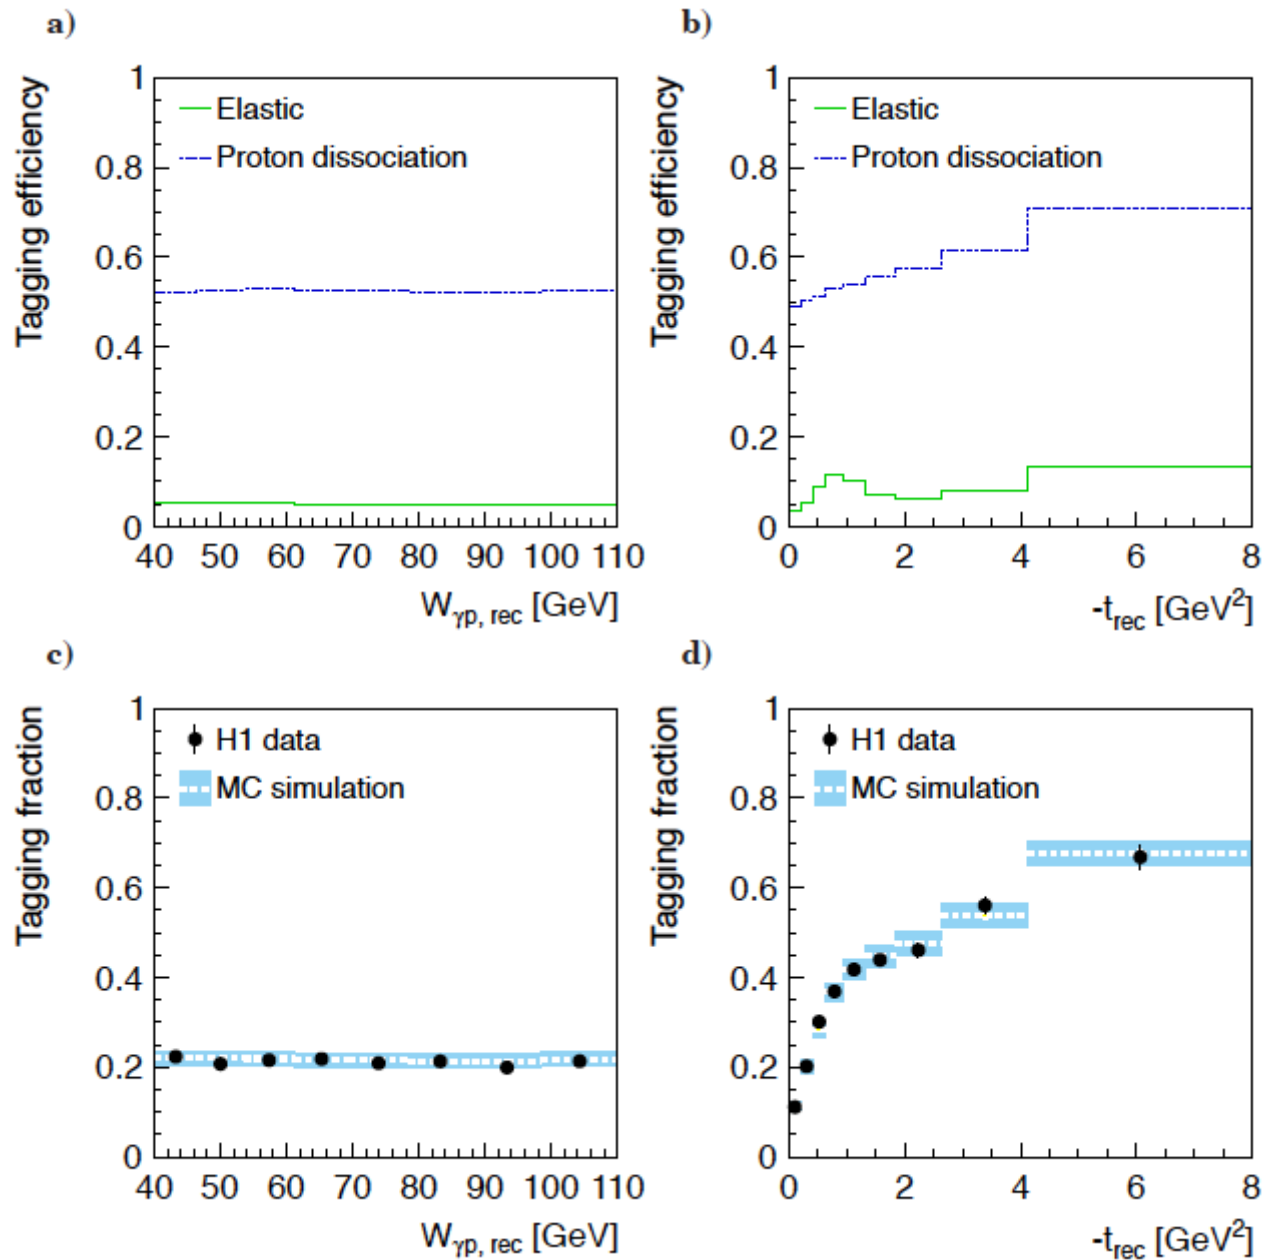 a)
Tagging efficiency
1
0.8
0.6
0.4
0.2
0
Elastic
Proton dissociation
40 50 60 70 80 90 100 110
W_γp, rec [GeV]
b)
Tagging efficiency
1
0.8
0.6
0.4
0.2
0
Elastic
Proton dissociation
0 2 4 6 8
-t_rec [GeV²]
c)
Tagging fraction
1
0.8
0.6
0.4
0.2
0
H1 data
MC simulation
40 50 60 70 80 90 100 110
W_γp, rec [GeV]
d)
Tagging fraction
1
0.8
0.6
0.4
0.2
0
H1 data
MC simulation
0 2 4 6 8
-t_rec [GeV²]